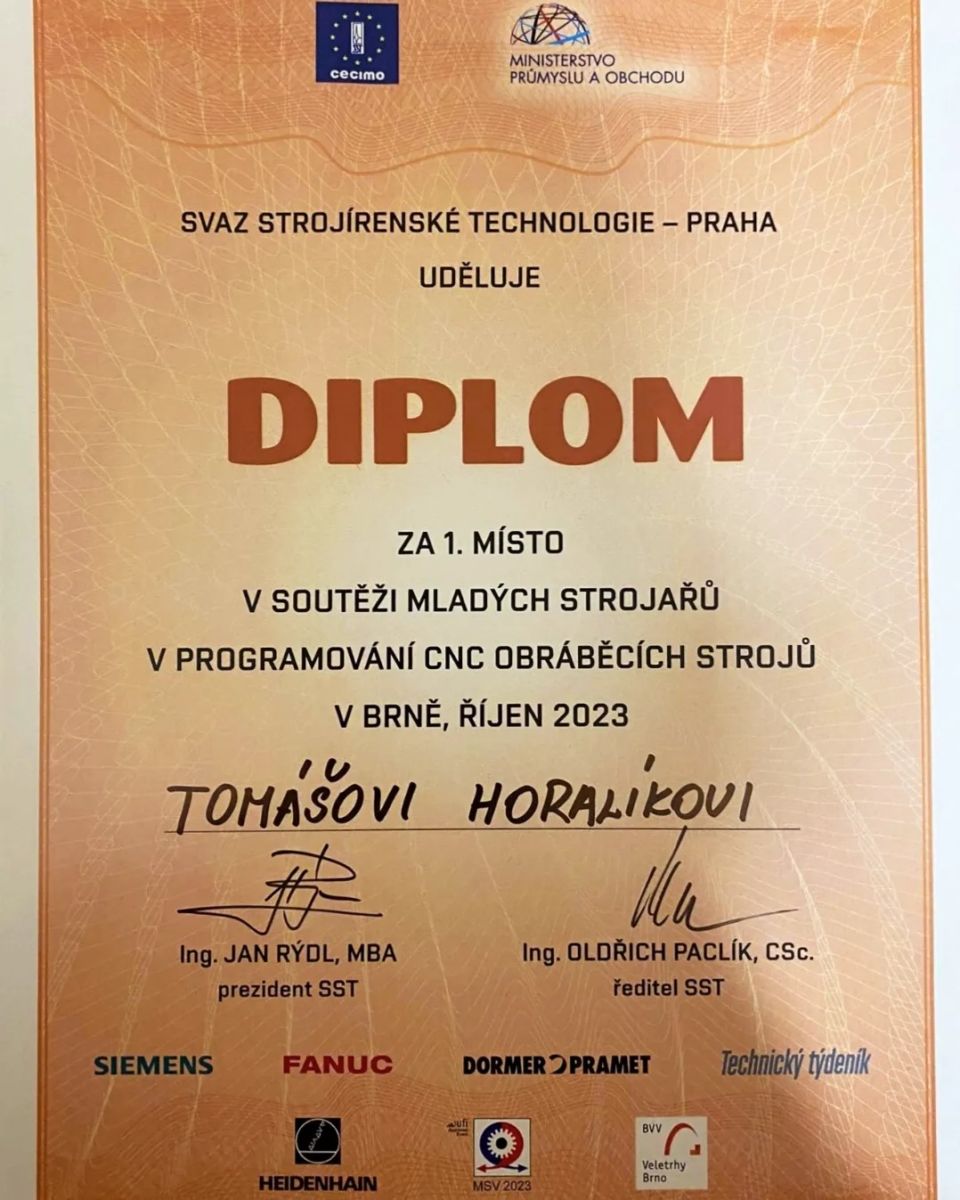 cecimo
MINISTERSTVO
PRŮMYSLU A OBCHODU
SVAZ STROJÍRENSKÉ TECHNOLOGIE – PRAHA
UDĚLUJE
DIPLOM
ZA 1. MÍSTO
V SOUTĚŽI MLADÝCH STROJAŘŮ
V PROGRAMOVÁNÍ CNC OBRÁBĚCÍCH STROJŮ
V BRNĚ, ŘÍJEN 2023
TOMÁŠOVI HORALÍKOVI
Ing. JAN RÝDL, MBA
prezident SST
Ing. OLDŘICH PACLÍK, CSc.
ředitel SST
SIEMENS FANUC DORMER PRAMET Technický týdeník
HEIDENHAIN
ufi
MSV 2023
BVV
Veletrhy
Brno